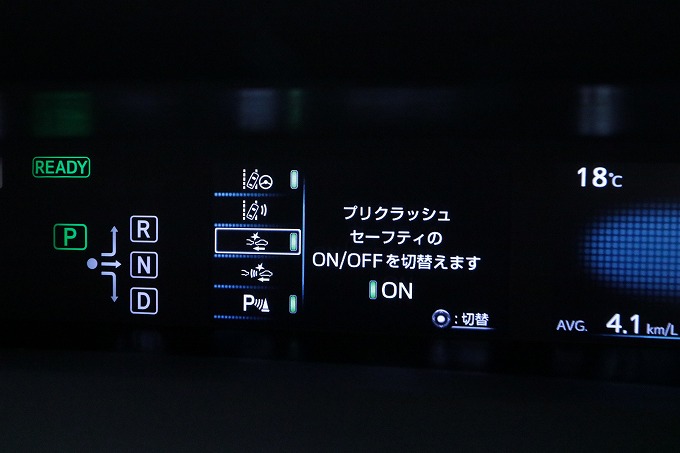 READY
P
R
N
D
P
プリクラッシュ
セーフティの
ON/OFFを切替えます
ON
:切替
18℃
AVG. 4.1 km/L